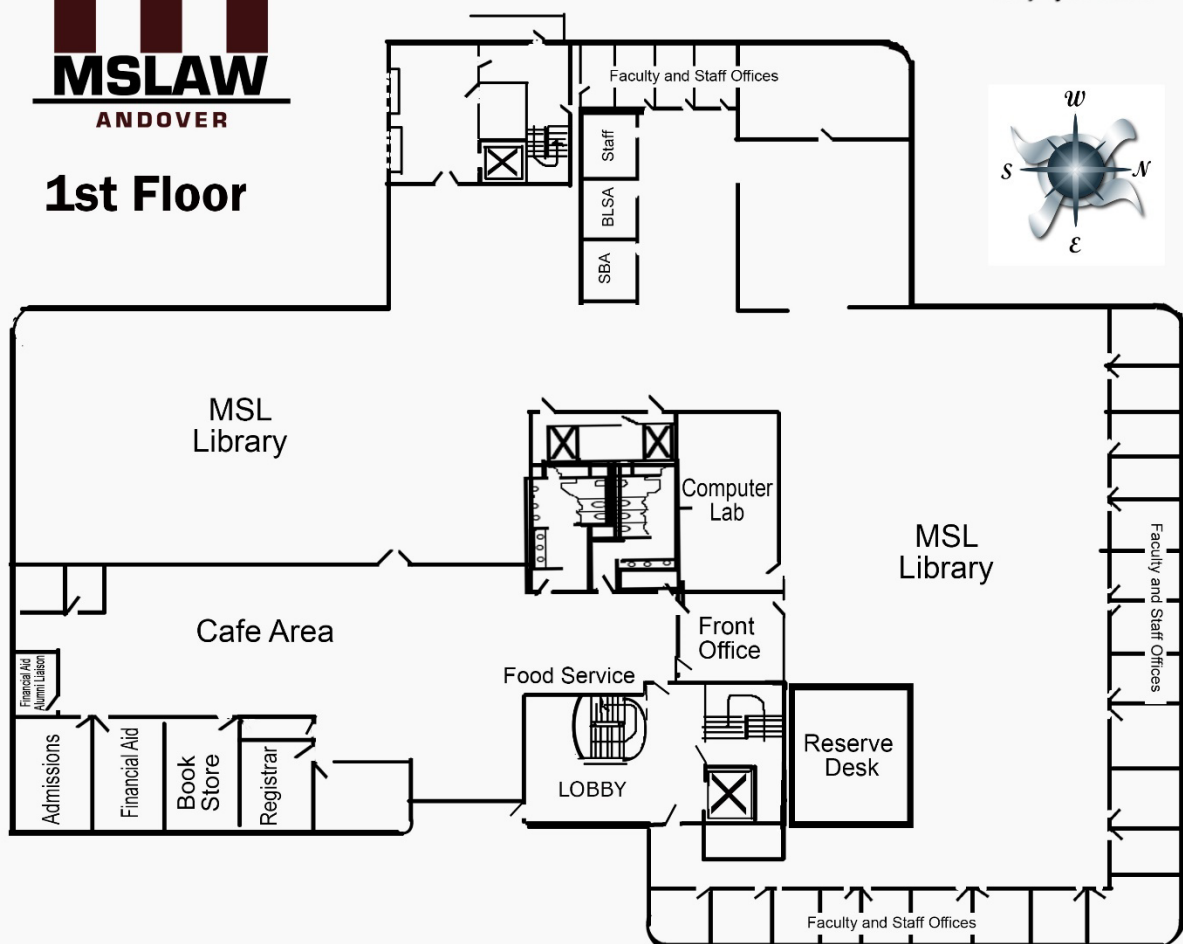 MSLAW
ANDOVER
1st Floor
W
S
N
E
Faculty and Staff Offices
Staff
BLSA
SBA
MSL
Library
Computer
Lab
MSL
Library
Faculty and Staff Offices
Cafe Area
Front
Office
Food Service
Financial Aid
Alumni Liaison
Admissions
Financial Aid
Book
Store
Registrar
LOBBY
Reserve
Desk
Faculty and Staff Offices